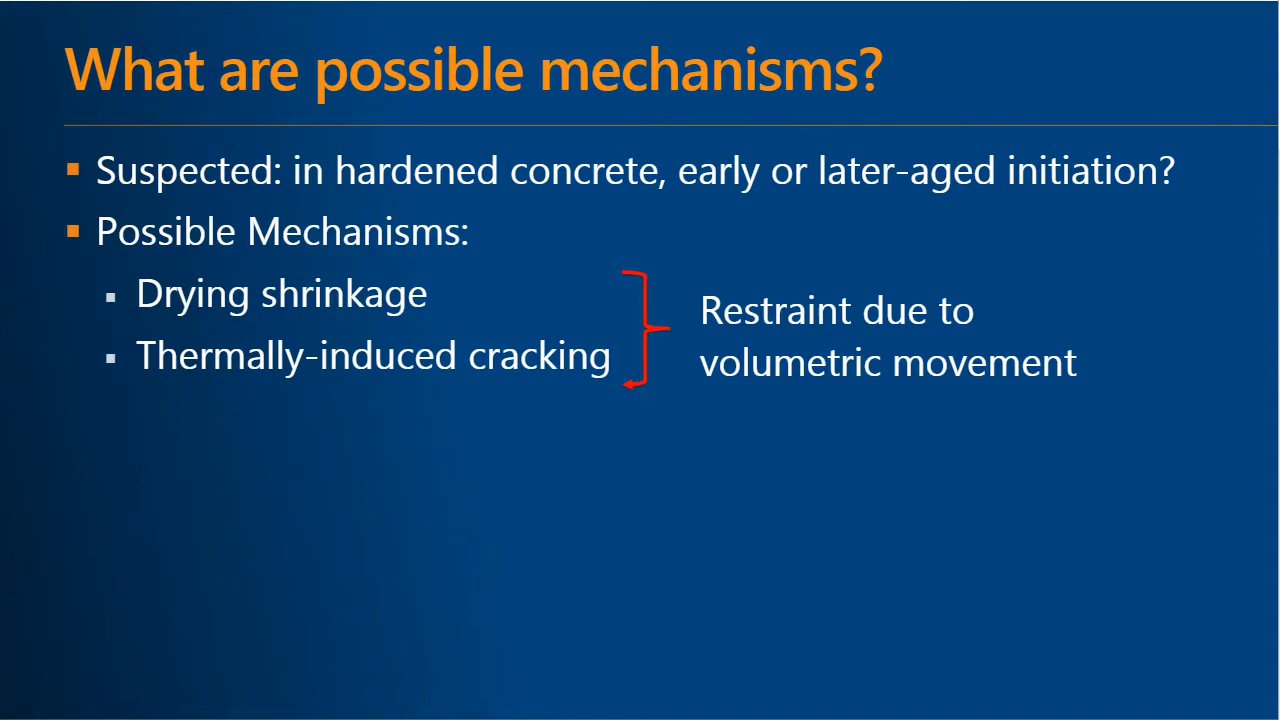 What are possible mechanisms?
Suspected: in hardened concrete, early or later-aged initiation?
Possible Mechanisms:
Drying shrinkage
Thermally-induced cracking
Restraint due to
volumetric movement